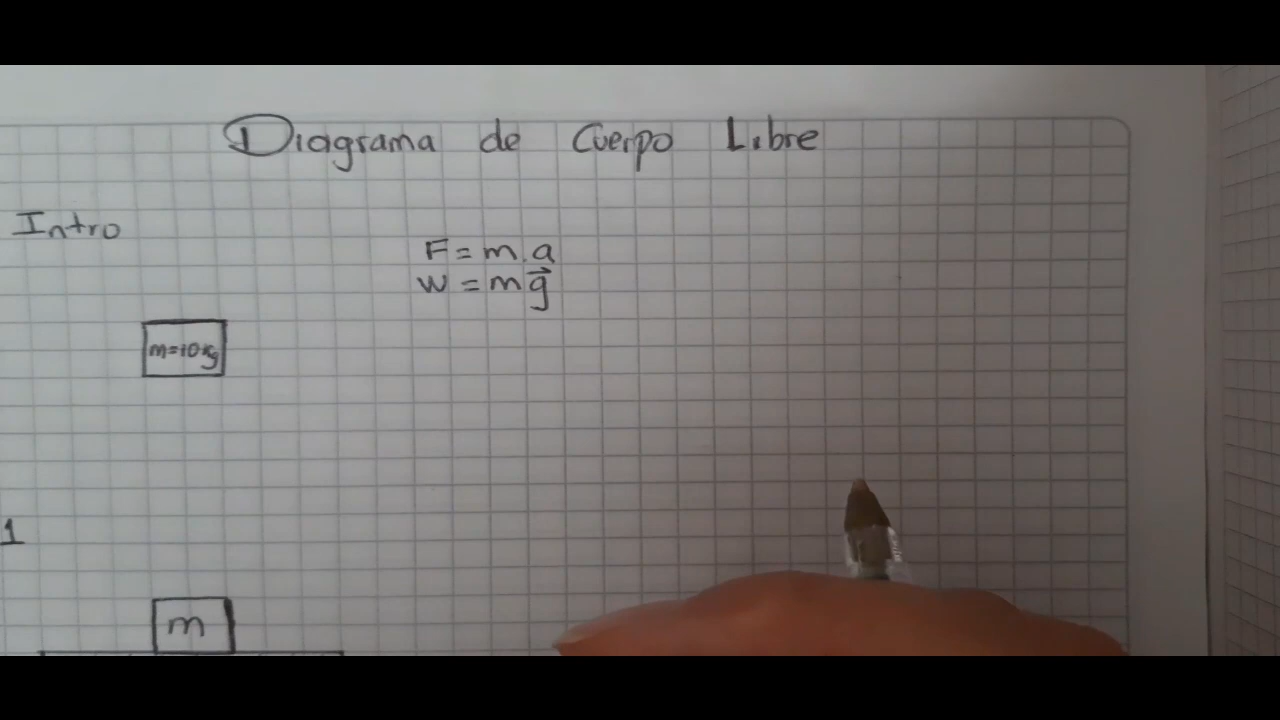 Diagrama de Cuerpo Libre
Intro
F = m.a
W = mg⃗
m=10kg
1
m